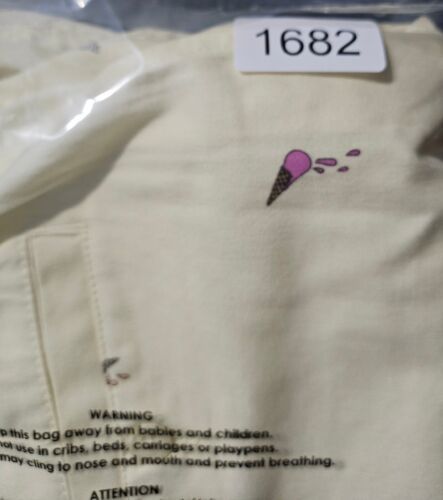 1682
WARNING
p this bag away from babies and children.
not use in cribs, beds, carriages or playpens.
may cling to nose and mouth and prevent breathing.
ATTENTION